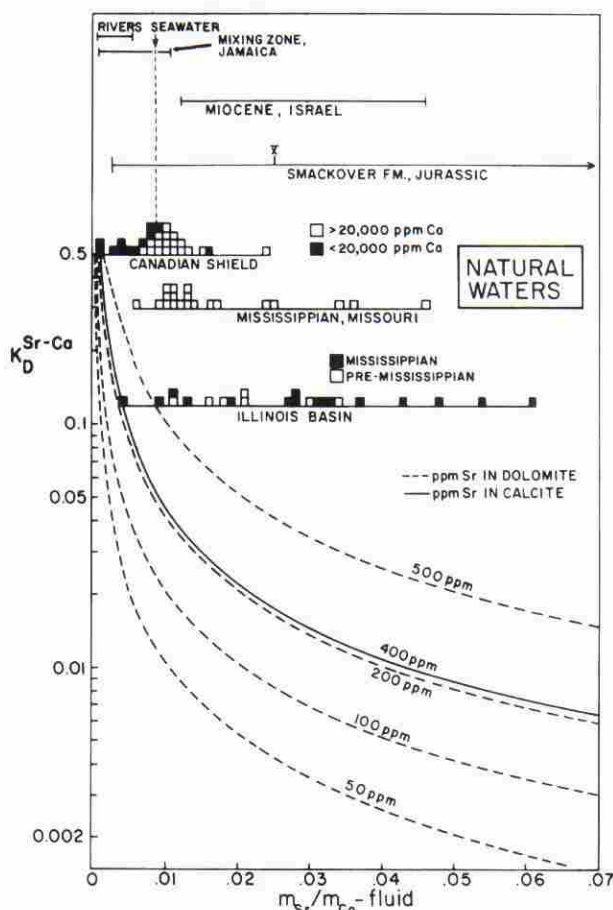 RIVERS SEAWATER
MIXING ZONE,
JAMAICA
MIOCENE, ISRAEL
x̄
SMACKOVER FM., JURASSIC
>20,000 ppm Ca
<20,000 ppm Ca
CANADIAN SHIELD
NATURAL
WATERS
MISSISSIPPIAN, MISSOURI
MISSISSIPPIAN
PRE-MISSISSIPPIAN
ILLINOIS BASIN
ppm Sr IN DOLOMITE
ppm Sr IN CALCITE
500 ppm
400 ppm
200 ppm
100 ppm
50 ppm
K_D^Sr-Ca
0.5
0.1
0.05
0.01
0.002
0 .01 .02 .03 .04 .05 .06 .07
m_Sr/m_Ca-fluid